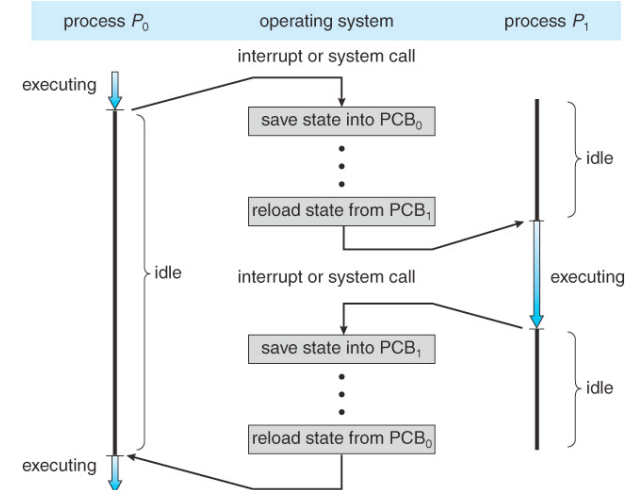 process P0 operating system process P1
interrupt or system call
executing
save state into PCB0
idle
reload state from PCB1
idle
interrupt or system call
executing
save state into PCB1
idle
reload state from PCB0
executing